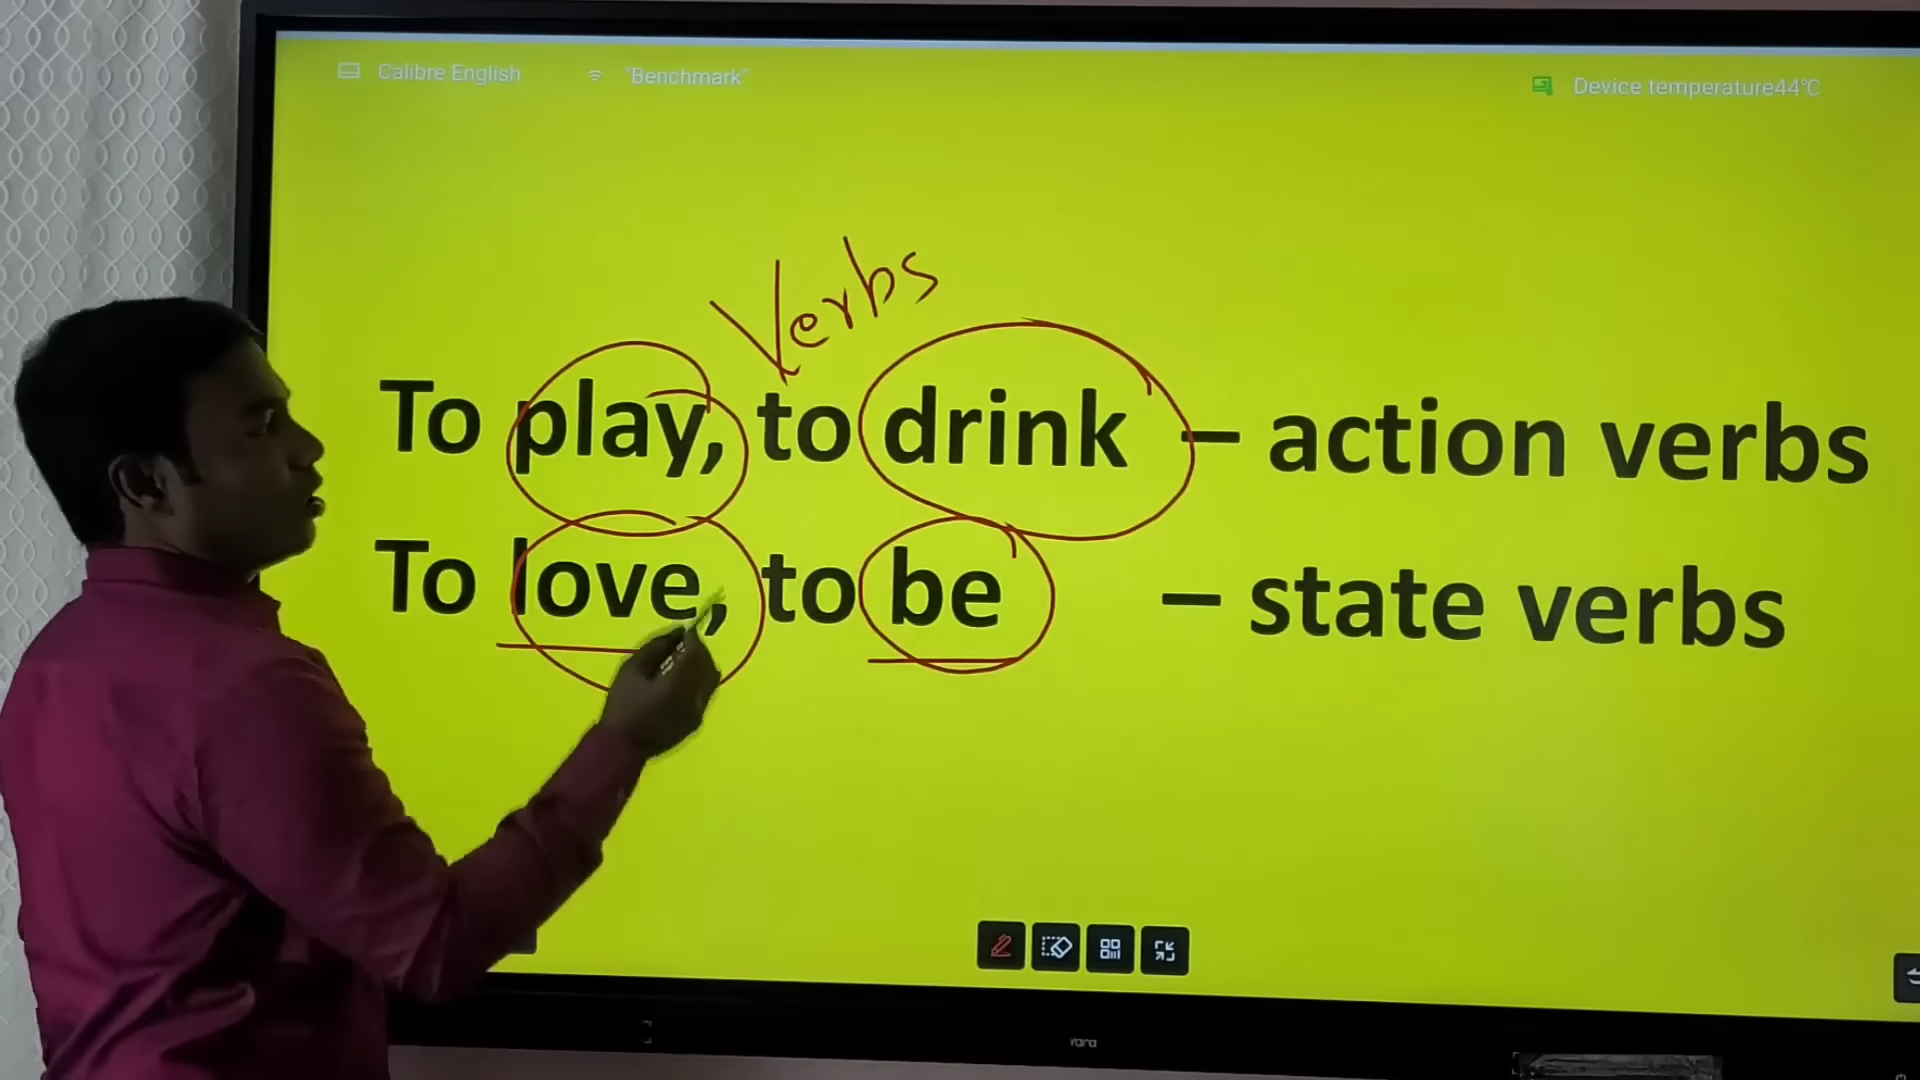 Calibre English "Benchmark" Device temperature44°C
Verbs
To play, to drink – action verbs
To love, to be – state verbs